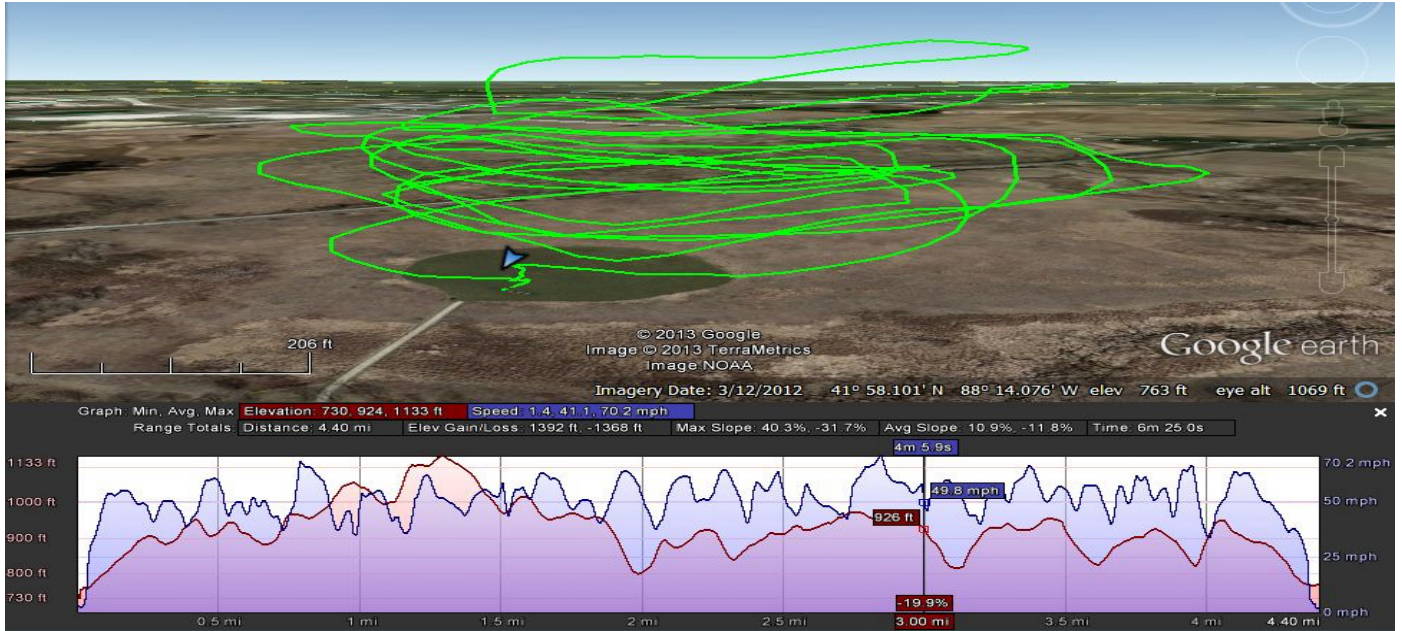 206 ft
© 2013 Google
Image © 2013 TerraMetrics
Image NOAA
Google earth
Imagery Date: 3/12/2012 41° 58.101' N 88° 14.076' W elev 763 ft eye alt 1069 ft
Graph: Min, Avg, Max Elevation: 730, 924, 1133 ft Speed: 1.4, 41.1, 70.2 mph
Range Totals: Distance: 4.40 mi Elev Gain/Loss: 1392 ft, -1368 ft Max Slope: 40.3%, -31.7% Avg Slope: 10.9%, -11.8% Time: 6m 25.0s
4m 5.9s
1133 ft 70.2 mph
49.8 mph
1000 ft 50 mph
926 ft
900 ft
25 mph
800 ft
730 ft
-19.9%
0 mph
0.5 mi 1 mi 1.5 mi 2 mi 2.5 mi 3.00 mi 3.5 mi 4 mi 4.40 mi